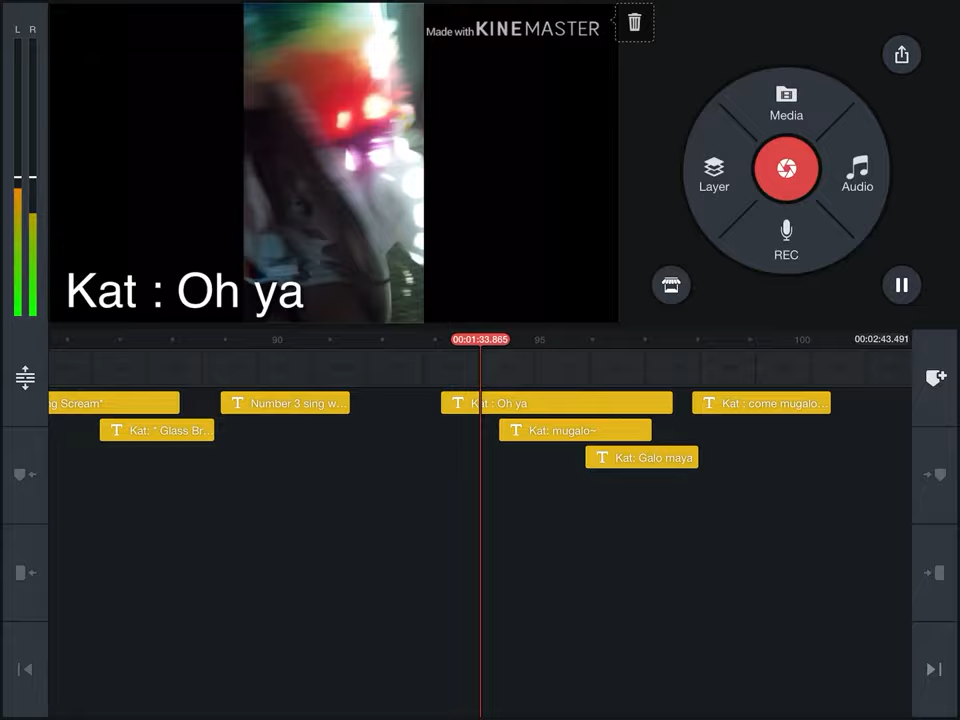 L R
Made with KINEMASTER
Media
Layer
Audio
REC
Kat : Oh ya
90
00:01:33.865
95
100
00:02:43.491
ng Scream*
Number 3 sing w...
Kat : Oh ya
Kat : come mugalo...
Kat: * Glass Br...
Kat: mugalo~
Kat: Galo maya